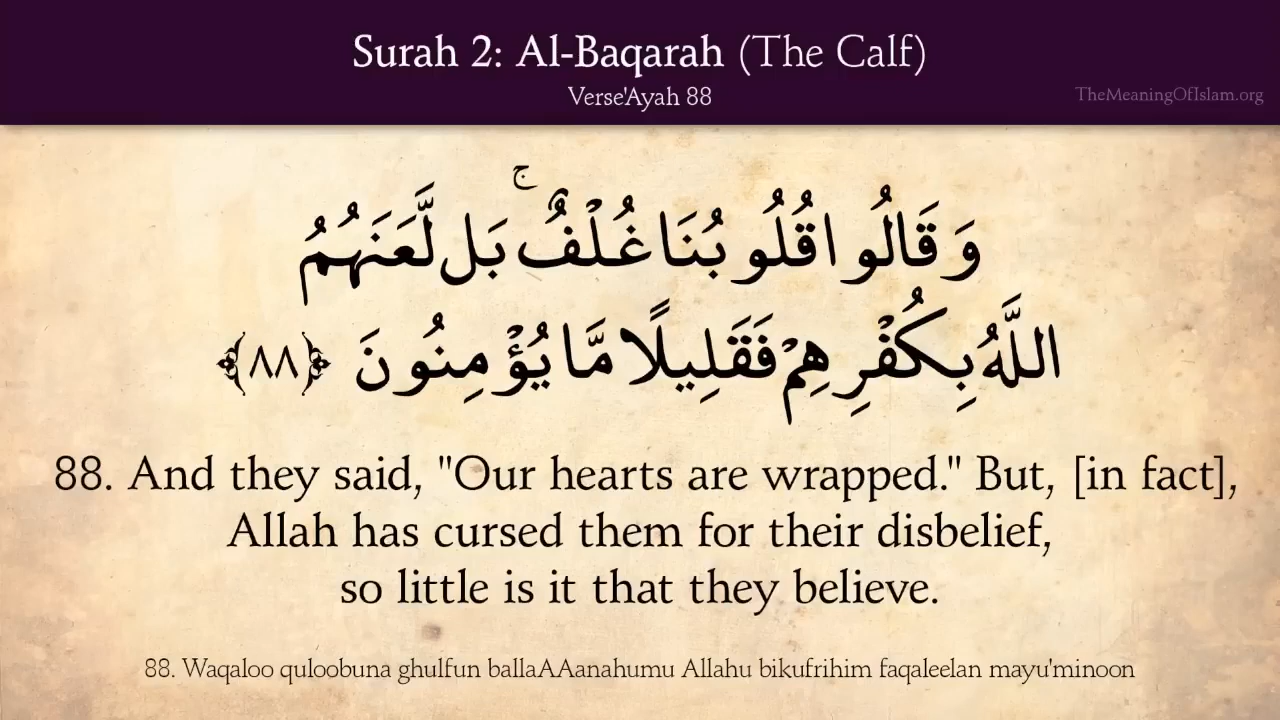 Surah 2: Al-Baqarah (The Calf)
Verse'Ayah 88
TheMeaningOfIslam.org
وَقَالُوا قُلُوبُنَا غُلْفٌ ۚ بَل لَّعَنَهُمُ
اللَّهُ بِكُفْرِهِمْ فَقَلِيلًا مَّا يُؤْمِنُونَ ﴿٨٨﴾
88. And they said, "Our hearts are wrapped." But, [in fact],
Allah has cursed them for their disbelief,
so little is it that they believe.
88. Waqaloo quloobuna ghulfun ballaAAanahumu Allahu bikufrihim faqaleelan mayu'minoon